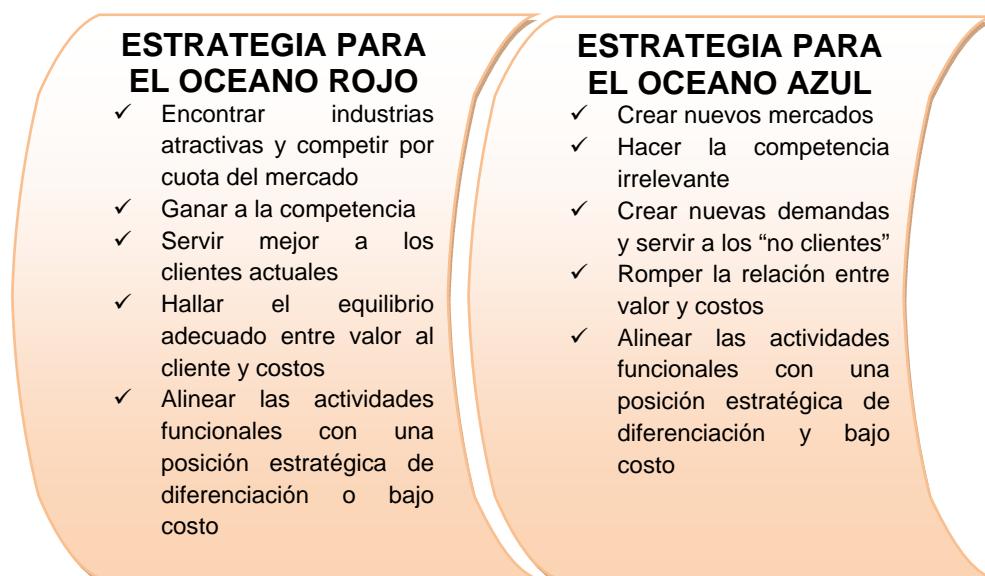 ESTRATEGIA PARA
EL OCEANO ROJO
✓ Encontrar industrias
atractivas y competir por
cuota del mercado
✓ Ganar a la competencia
✓ Servir mejor a los
clientes actuales
✓ Hallar el equilibrio
adecuado entre valor al
cliente y costos
✓ Alinear las actividades
funcionales con una
posición estratégica de
diferenciación o bajo
costo
ESTRATEGIA PARA
EL OCEANO AZUL
✓ Crear nuevos mercados
✓ Hacer la competencia
irrelevante
✓ Crear nuevas demandas
y servir a los “no clientes”
✓ Romper la relación entre
valor y costos
✓ Alinear las actividades
funcionales con una
posición estratégica de
diferenciación y bajo
costo